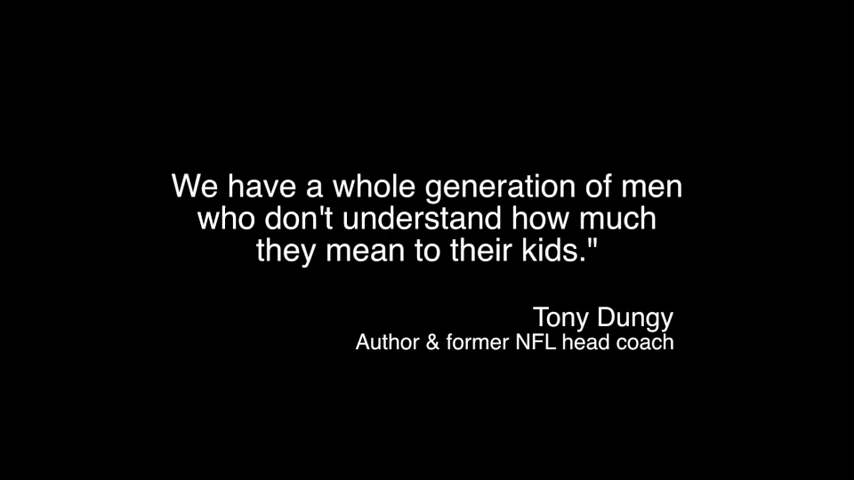 We have a whole generation of men
who don't understand how much
they mean to their kids."
Tony Dungy
Author & former NFL head coach